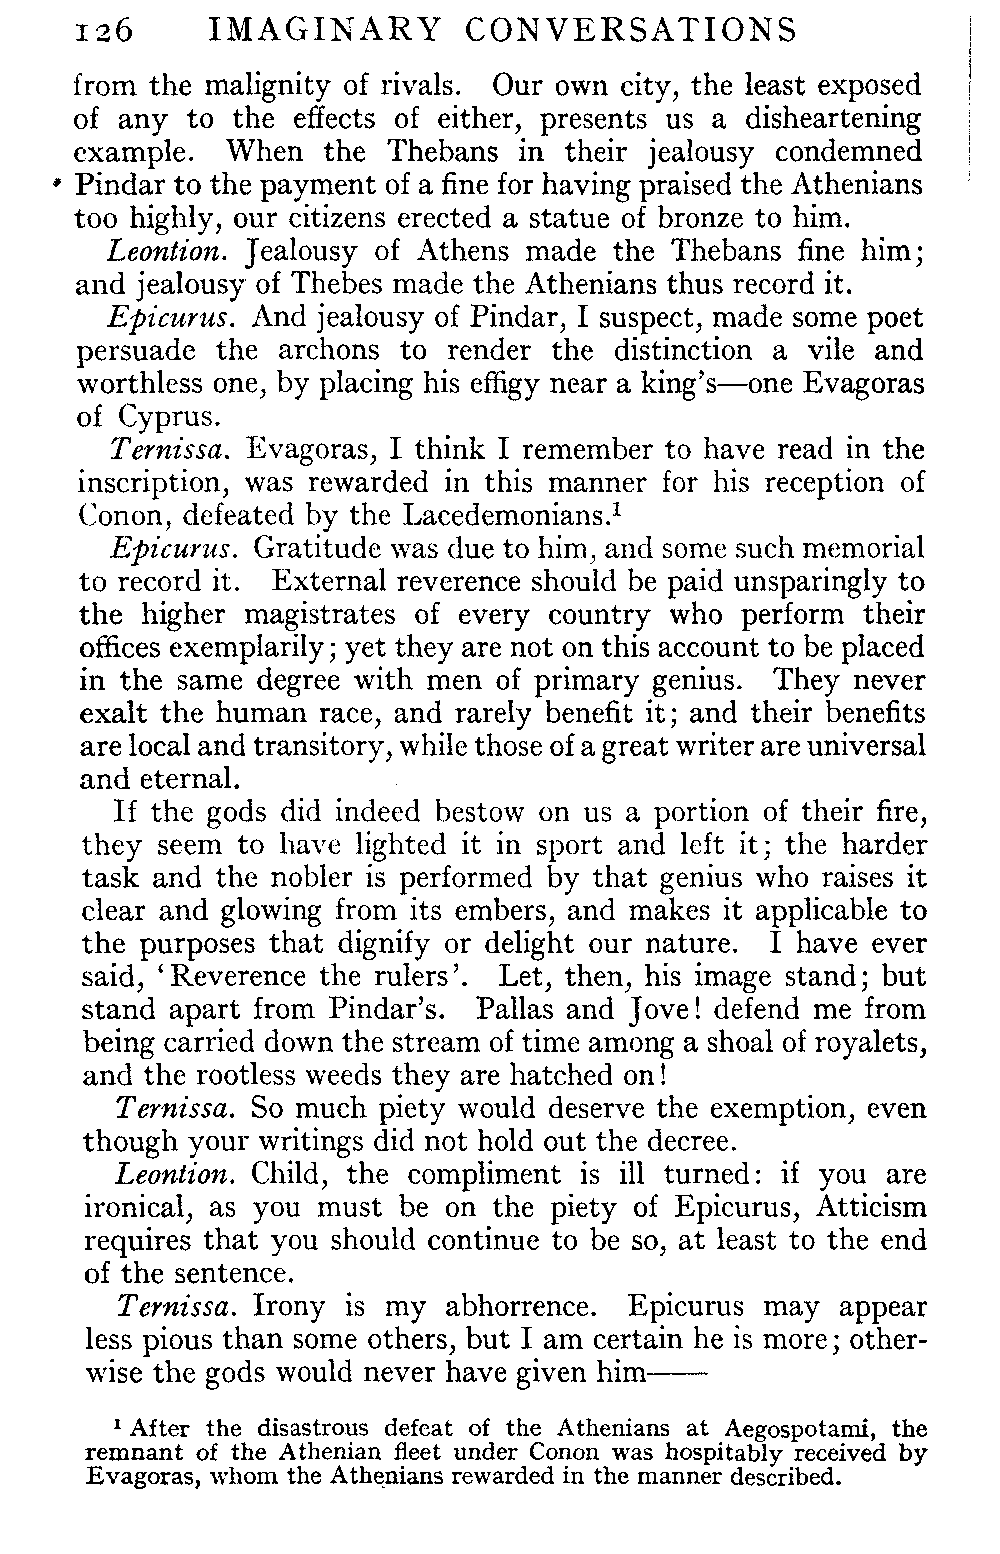 126 IMAGINARY CONVERSATIONS
from the malignity of rivals. Our own city, the least exposed
of any to the effects of either, presents us a disheartening
example. When the Thebans in their jealousy condemned
Pindar to the payment of a fine for having praised the Athenians
too highly, our citizens erected a statue of bronze to him.
Leontion. Jealousy of Athens made the Thebans fine him;
and jealousy of Thebes made the Athenians thus record it.
Epicurus. And jealousy of Pindar, I suspect, made some poet
persuade the archons to render the distinction a vile and
worthless one, by placing his effigy near a king's—one Evagoras
of Cyprus.
Ternissa. Evagoras, I think I remember to have read in the
inscription, was rewarded in this manner for his reception of
Conon, defeated by the Lacedemonians.¹
Epicurus. Gratitude was due to him, and some such memorial
to record it. External reverence should be paid unsparingly to
the higher magistrates of every country who perform their
offices exemplarily; yet they are not on this account to be placed
in the same degree with men of primary genius. They never
exalt the human race, and rarely benefit it; and their benefits
are local and transitory, while those of a great writer are universal
and eternal.
If the gods did indeed bestow on us a portion of their fire,
they seem to have lighted it in sport and left it; the harder
task and the nobler is performed by that genius who raises it
clear and glowing from its embers, and makes it applicable to
the purposes that dignify or delight our nature. I have ever
said, 'Reverence the rulers'. Let, then, his image stand; but
stand apart from Pindar's. Pallas and Jove! defend me from
being carried down the stream of time among a shoal of royalets,
and the rootless weeds they are hatched on!
Ternissa. So much piety would deserve the exemption, even
though your writings did not hold out the decree.
Leontion. Child, the compliment is ill turned: if you are
ironical, as you must be on the piety of Epicurus, Atticism
requires that you should continue to be so, at least to the end
of the sentence.
Ternissa. Irony is my abhorrence. Epicurus may appear
less pious than some others, but I am certain he is more; other-
wise the gods would never have given him——
¹ After the disastrous defeat of the Athenians at Aegospotami, the
remnant of the Athenian fleet under Conon was hospitably received by
Evagoras, whom the Athenians rewarded in the manner described.